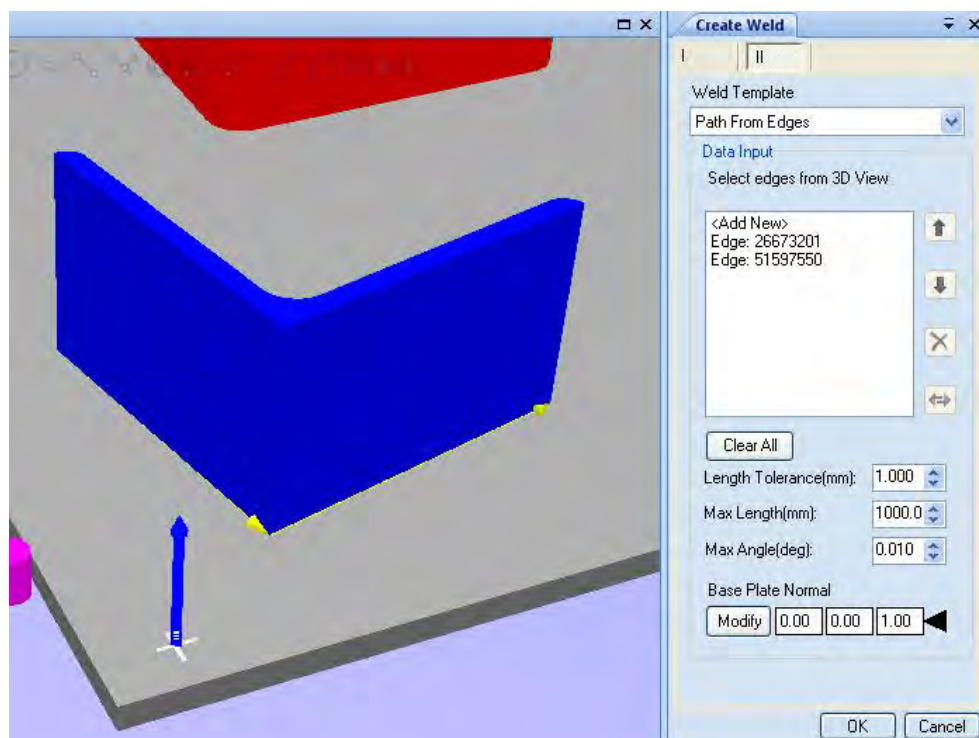 Create Weld
I
II
Weld Template
Path From Edges
Data Input
Select edges from 3D View
<Add New>
Edge: 26673201
Edge: 51597550
Clear All
Length Tolerance(mm): 1.000
Max Length(mm): 1000.0
Max Angle(deg): 0.010
Base Plate Normal
Modify 0.00 0.00 1.00
OK Cancel